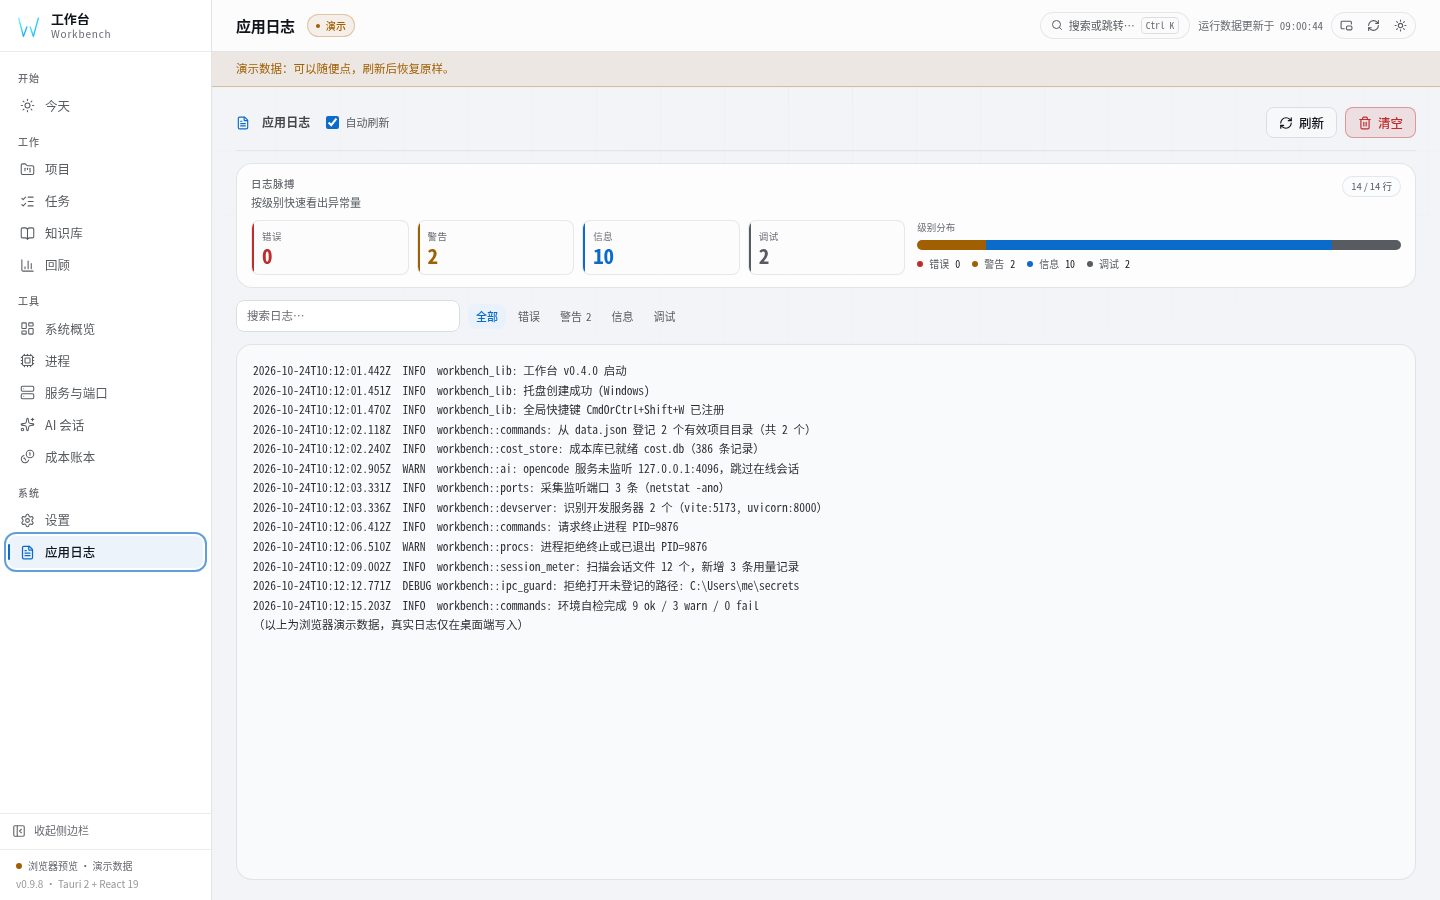 工作台
Workbench
开始
今天
工作
项目
任务
知识库
回顾
工具
系统概览
进程
服务与端口
AI 会话
成本账本
系统
设置
应用日志
收起侧边栏
浏览器预览 · 演示数据
v0.9.8 · Tauri 2 + React 19
应用日志
演示
搜索或跳转… Ctrl K
运行数据更新于 09:00:44
演示数据：可以随便点，刷新后恢复原样。
应用日志
自动刷新
刷新
清空
日志脉搏
按级别快速看出异常量
14 / 14 行
错误
0
警告
2
信息
10
调试
2
级别分布
错误 0 警告 2 信息 10 调试 2
搜索日志…
全部 错误 警告 2 信息 调试
2026-10-24T10:12:01.442Z  INFO  workbench_lib: 工作台 v0.4.0 启动
2026-10-24T10:12:01.451Z  INFO  workbench_lib: 托盘创建成功 (Windows)
2026-10-24T10:12:01.470Z  INFO  workbench_lib: 全局快捷键 CmdOrCtrl+Shift+W 已注册
2026-10-24T10:12:02.118Z  INFO  workbench::commands: 从 data.json 登记 2 个有效项目目录（共 2 个）
2026-10-24T10:12:02.240Z  INFO  workbench::cost_store: 成本库已就绪 cost.db（386 条记录）
2026-10-24T10:12:02.905Z  WARN  workbench::ai: opencode 服务未监听 127.0.0.1:4096，跳过在线会话
2026-10-24T10:12:03.331Z  INFO  workbench::ports: 采集监听端口 3 条（netstat -ano）
2026-10-24T10:12:03.336Z  INFO  workbench::devserver: 识别开发服务器 2 个（vite:5173, uvicorn:8000）
2026-10-24T10:12:06.412Z  INFO  workbench::commands: 请求终止进程 PID=9876
2026-10-24T10:12:06.510Z  WARN  workbench::procs: 进程拒绝终止或已退出 PID=9876
2026-10-24T10:12:09.002Z  INFO  workbench::session_meter: 扫描会话文件 12 个，新增 3 条用量记录
2026-10-24T10:12:12.771Z  DEBUG workbench::ipc_guard: 拒绝打开未登记的路径: C:\Users\me\secrets
2026-10-24T10:12:15.203Z  INFO  workbench::commands: 环境自检完成 9 ok / 3 warn / 0 fail
（以上为浏览器演示数据，真实日志仅在桌面端写入）